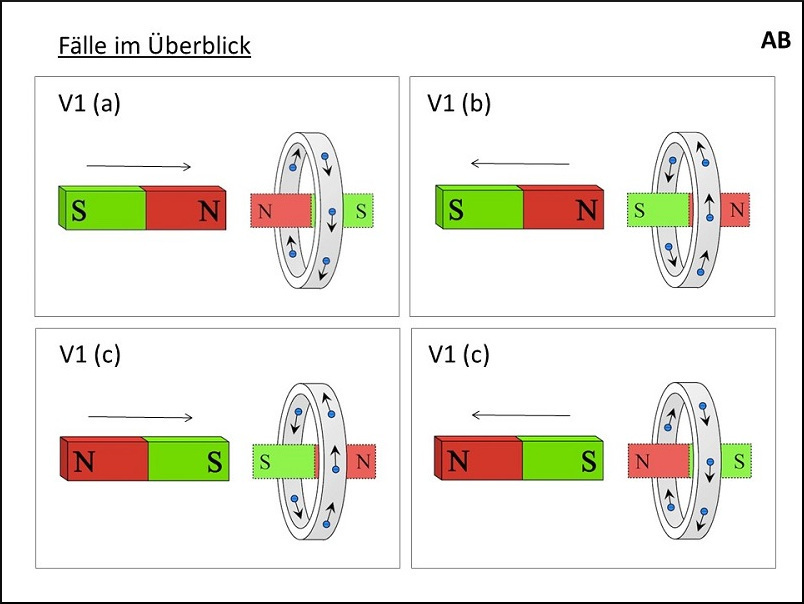 Fälle im Überblick
AB
V1 (a)
S N N S
V1 (b)
S N S N
V1 (c)
N S S N
V1 (c)
N S N S